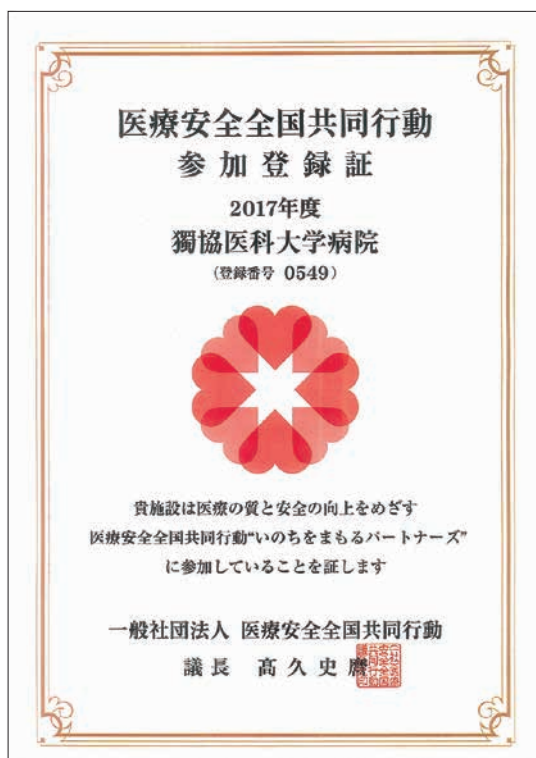 医療安全全国共同行動
参加登録証
2017年度
獨協医科大学病院
(登録番号 0549)
貴施設は医療の質と安全の向上をめざす
医療安全全国共同行動“いのちをまもるパートナーズ”
に参加していることを証します
一般社団法人 医療安全全国共同行動
議長 髙久史麿